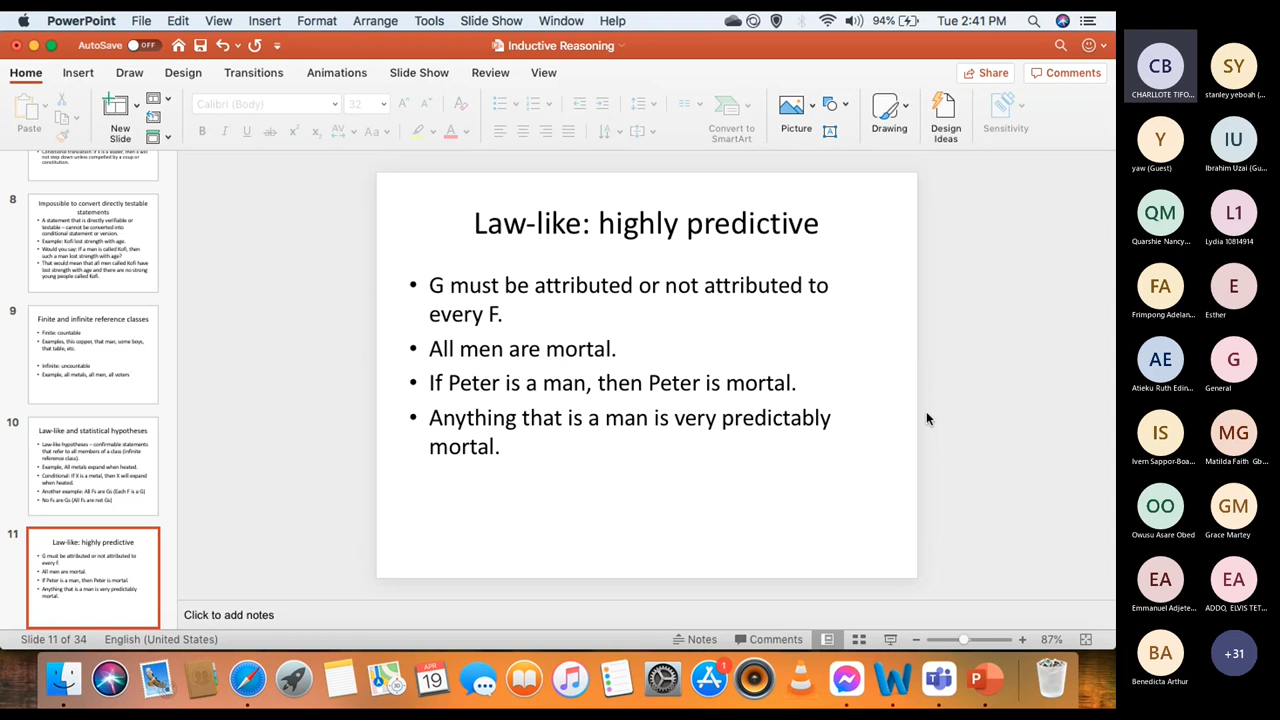 PowerPoint File Edit View Insert Format Arrange Tools Slide Show Window Help 94% Tue 2:41 PM
AutoSave OFF Inductive Reasoning
Home Insert Draw Design Transitions Animations Slide Show Review View Share Comments
Calibri (Body) 32
Paste New Slide Convert to SmartArt Picture Drawing Design Ideas Sensitivity
not step down unless compelled by a coup or
constitution.
8
Impossible to convert directly testable
statements
• A statement that is directly verifiable or
testable – cannot be converted into
conditional statement or version.
• Example: Kofi lost strength with age.
• Would you say: If a man is called Kofi, then
such a man lost strength with age?
• That would mean that all men called Kofi have
lost strength with age and there are no strong
young people called Kofi.
9
Finite and infinite reference classes
• Finite: countable
• Examples, this copper, that man, some boys,
that table, etc.
• Infinite: uncountable
• Example, all metals, all men, all voters
10
Law-like and statistical hypotheses
• Law-like hypotheses – confirmable statements
that refer to all members of a class (infinite
reference class).
• Example, All metals expand when heated.
• Conditional: If X is a metal, then X will expand
when heated.
• Another example: All Fs are Gs (Each F is a G)
• No Fs are Gs (All Fs are not Gs)
11
Law-like: highly predictive
• G must be attributed or not attributed to
every F.
• All men are mortal.
• If Peter is a man, then Peter is mortal.
• Anything that is a man is very predictably
mortal.
Law-like: highly predictive
• G must be attributed or not attributed to
every F.
• All men are mortal.
• If Peter is a man, then Peter is mortal.
• Anything that is a man is very predictably
mortal.
Click to add notes
Slide 11 of 34 English (United States) Notes Comments 87%
APR
19
1
CB SY
CHARLLOTE TIFO... stanley yeboah (...
Y IU
yaw (Guest) Ibrahim Uzai (Gu...
QM L1
Quarshie Nancy... Lydia 10814914
FA E
Frimpong Adelan... Esther
AE G
Atieku Ruth Edin... General
IS MG
Ivern Sappor-Boa... Matilda Faith Gb...
OO GM
Owusu Asare Obed Grace Martey
EA EA
Emmanuel Adjete... ADDO, ELVIS TET...
BA +31
Benedicta Arthur